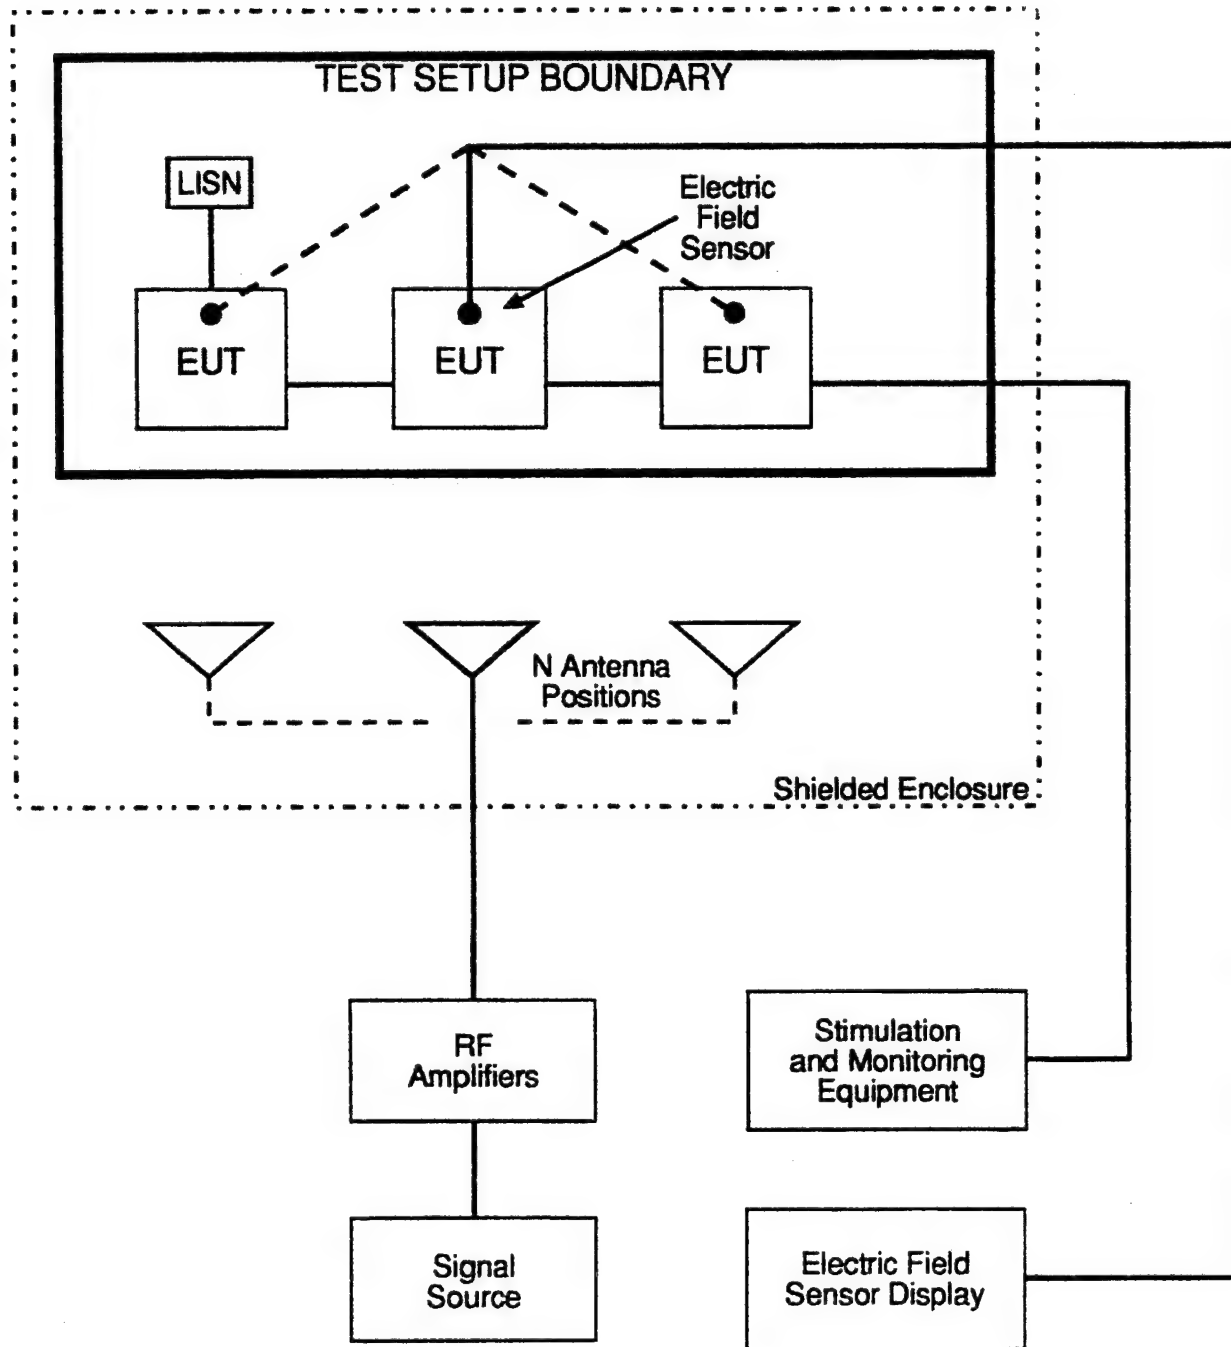 TEST SETUP BOUNDARY
LISN
Electric
Field
Sensor
EUT
EUT
EUT
N Antenna
Positions
Shielded Enclosure
RF
Amplifiers
Stimulation
and Monitoring
Equipment
Signal
Source
Electric Field
Sensor Display